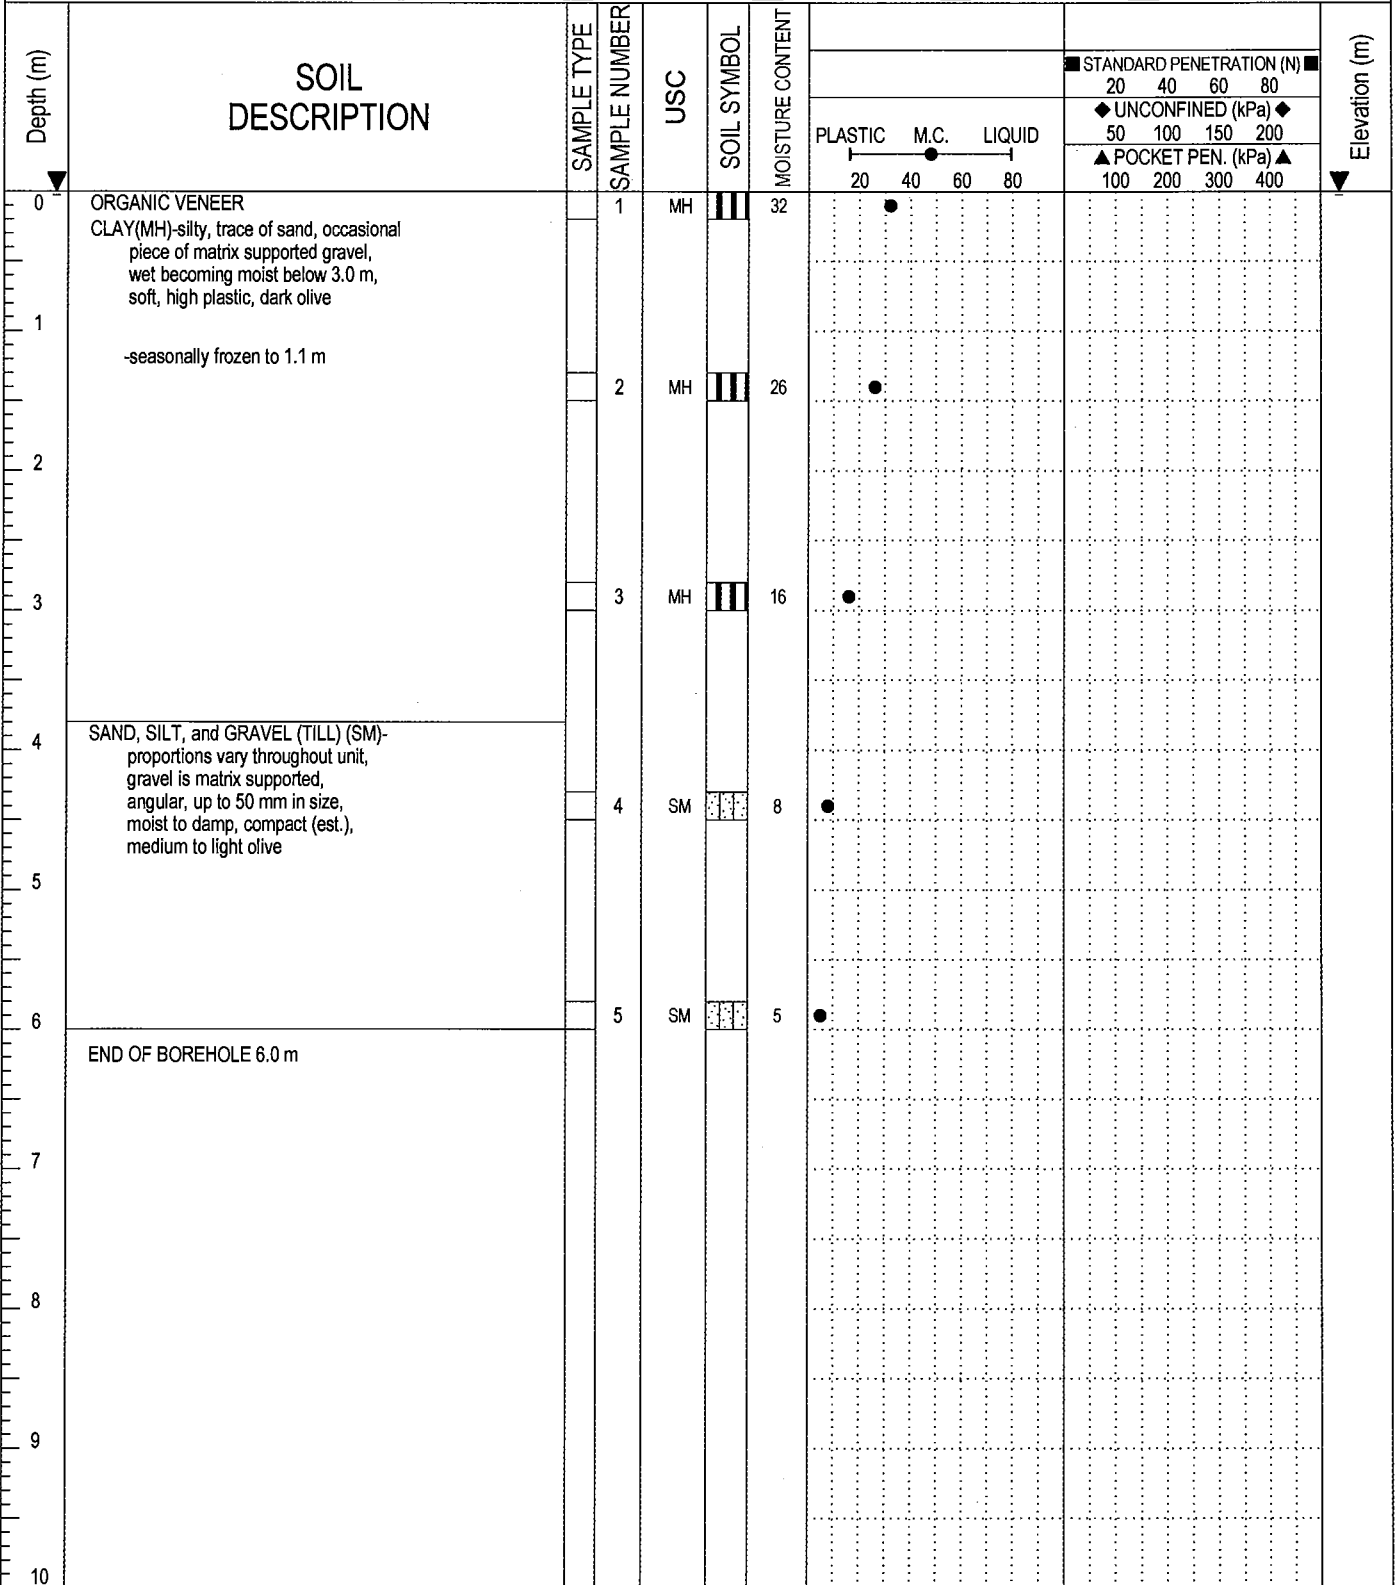 Depth (m)
SOIL
DESCRIPTION
SAMPLE TYPE
SAMPLE NUMBER
USC
SOIL SYMBOL
MOISTURE CONTENT
PLASTIC M.C. LIQUID
20 40 60 80
■ STANDARD PENETRATION (N) ■
20 40 60 80
◆ UNCONFINED (kPa) ◆
50 100 150 200
▲ POCKET PEN. (kPa) ▲
100 200 300 400
Elevation (m)
0
ORGANIC VENEER
1 MH 32
CLAY(MH)-silty, trace of sand, occasional
piece of matrix supported gravel,
wet becoming moist below 3.0 m,
soft, high plastic, dark olive
1
-seasonally frozen to 1.1 m
2 MH 26
2
3 MH 16
3
SAND, SILT, and GRAVEL (TILL) (SM)-
4
proportions vary throughout unit,
gravel is matrix supported,
angular, up to 50 mm in size,
4 SM 8
moist to damp, compact (est.),
medium to light olive
5
5 SM 5
6
END OF BOREHOLE 6.0 m
7
8
9
10